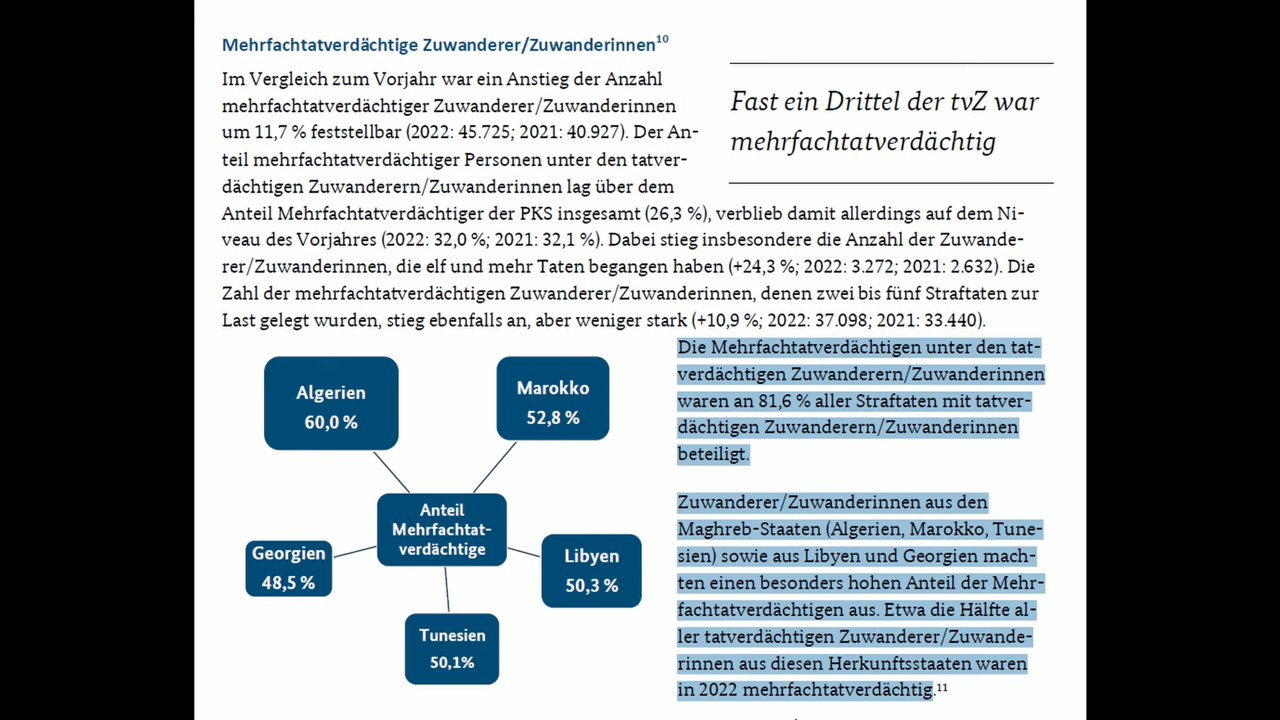 Mehrfachtatverdächtige Zuwanderer/Zuwanderinnen¹⁰
Im Vergleich zum Vorjahr war ein Anstieg der Anzahl
mehrfachtatverdächtiger Zuwanderer/Zuwanderinnen
um 11,7 % feststellbar (2022: 45.725; 2021: 40.927). Der An-
teil mehrfachtatverdächtiger Personen unter den tatver-
dächtigen Zuwanderern/Zuwanderinnen lag über dem
Anteil Mehrfachtatverdächtiger der PKS insgesamt (26,3 %), verblieb damit allerdings auf dem Ni-
veau des Vorjahres (2022: 32,0 %; 2021: 32,1 %). Dabei stieg insbesondere die Anzahl der Zuwande-
rer/Zuwanderinnen, die elf und mehr Taten begangen haben (+24,3 %; 2022: 3.272; 2021: 2.632). Die
Zahl der mehrfachtatverdächtigen Zuwanderer/Zuwanderinnen, denen zwei bis fünf Straftaten zur
Last gelegt wurden, stieg ebenfalls an, aber weniger stark (+10,9 %; 2022: 37.098; 2021: 33.440).
Fast ein Drittel der tvZ war
mehrfachtatverdächtig
Algerien
60,0 %
Marokko
52,8 %
Anteil
Mehrfachtat-
verdächtige
Georgien
48,5 %
Libyen
50,3 %
Tunesien
50,1%
Die Mehrfachtatverdächtigen unter den tat-
verdächtigen Zuwanderern/Zuwanderinnen
waren an 81,6 % aller Straftaten mit tatver-
dächtigen Zuwanderern/Zuwanderinnen
beteiligt.
Zuwanderer/Zuwanderinnen aus den
Maghreb-Staaten (Algerien, Marokko, Tune-
sien) sowie aus Libyen und Georgien mach-
ten einen besonders hohen Anteil der Mehr-
fachtatverdächtigen aus. Etwa die Hälfte al-
ler tatverdächtigen Zuwanderer/Zuwande-
rinnen aus diesen Herkunftsstaaten waren
in 2022 mehrfachtatverdächtig.¹¹